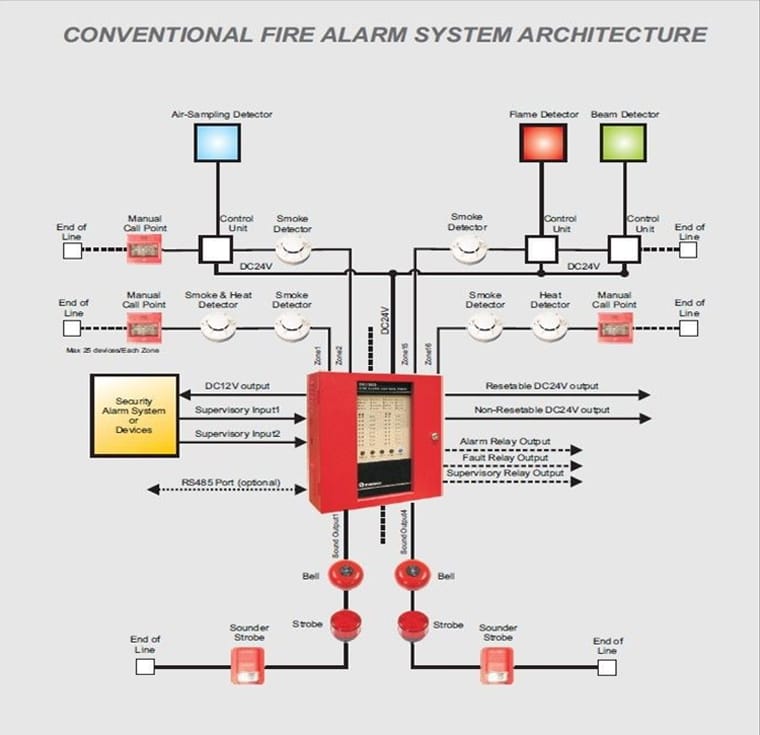 CONVENTIONAL FIRE ALARM SYSTEM ARCHITECTURE
Air-Sampling Detector
Flame Detector
Beam Detector
End of
Line
Manual
Call Point
Control
Unit
Smoke
Detector
Smoke
Detector
Control
Unit
Control
Unit
End of
Line
DC24V
DC24V
End of
Line
Manual
Call Point
Smoke & Heat
Detector
Smoke
Detector
DC24V
Smoke
Detector
Heat
Detector
Manual
Call Point
End of
Line
Max 25 devices/Each Zone
Zone1
Zone2
Zone15
Zone16
Security
Alarm System
or
Devices
DC12V output
Supervisory Input1
Supervisory Input2
RS485 Port (optional)
Resetable DC24V output
Non-Resetable DC24V output
Alarm Relay Output
Fault Relay Output
Supervisory Relay Output
Sound Output1
Sound Output4
Bell
Bell
Strobe
Strobe
End of
Line
Sounder
Strobe
Sounder
Strobe
End of
Line